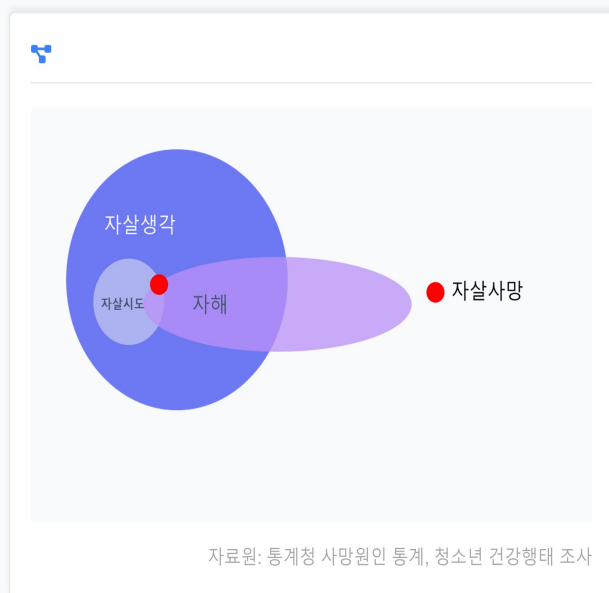 자살생각
자살시도
자해
자살사망
자료원: 통계청 사망원인 통계, 청소년 건강행태 조사